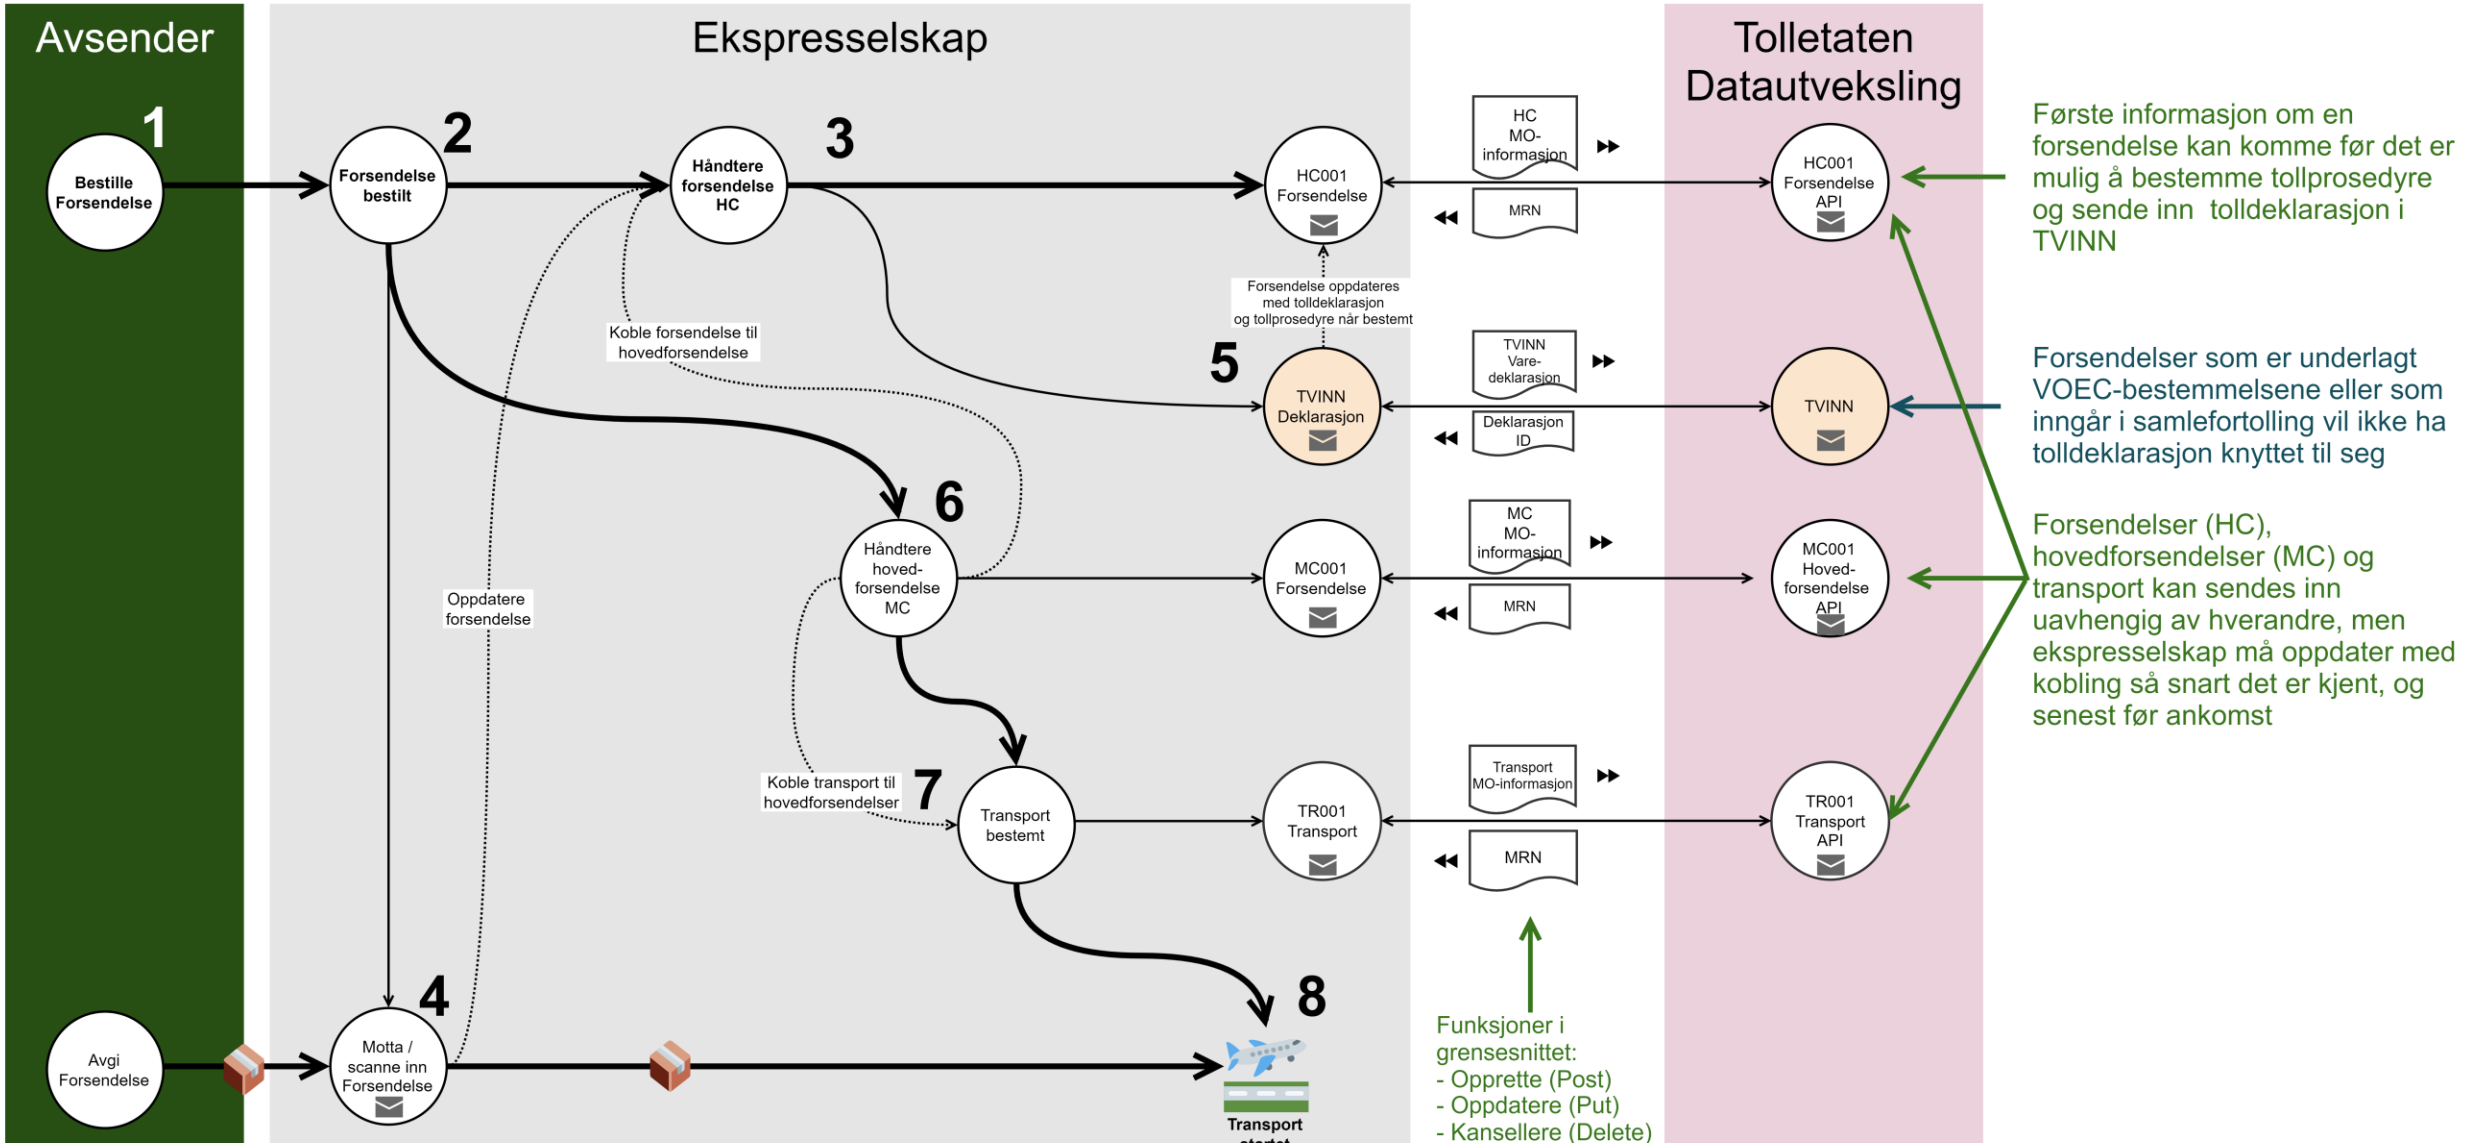 Avsender
Ekspresselskap
Tolletaten
Datautveksling
1
Bestille
Forsendelse
2
Forsendelse
bestilt
Håndtere
forsendelse
HC
3
HC001
Forsendelse
HC
MO-
informasjon
MRN
HC001
Forsendelse
API
Første informasjon om en
forsendelse kan komme før det er
mulig å bestemme tollprosedyre
og sende inn tolldeklarasjon i
TVINN
Forsendelse oppdateres
med tolldeklarasjon
og tollprosedyre når bestemt
Koble forsendelse til
hovedforsendelse
5
TVINN
Deklarasjon
TVINN
Vare-
deklarasjon
Deklarasjon
ID
TVINN
Forsendelser som er underlagt
VOEC-bestemmelsene eller som
inngår i samlefortolling vil ikke ha
tolldeklarasjon knyttet til seg
6
Håndtere
hoved-
forsendelse
MC
MC001
Forsendelse
MC
MO-
informasjon
MRN
MC001
Hoved-
forsendelse
API
Forsendelser (HC),
hovedforsendelser (MC) og
transport kan sendes inn
uavhengig av hverandre, men
ekspresselskap må oppdater med
kobling så snart det er kjent, og
senest før ankomst
Oppdatere
forsendelse
Koble transport til
hovedforsendelser
7
Transport
bestemt
TR001
Transport
Transport
MO-informasjon
MRN
TR001
Transport
API
Avgi
Forsendelse
4
Motta /
scanne inn
Forsendelse
8
Transport
startet
Funksjoner i
grensesnittet:
- Opprette (Post)
- Oppdatere (Put)
- Kansellere (Delete)